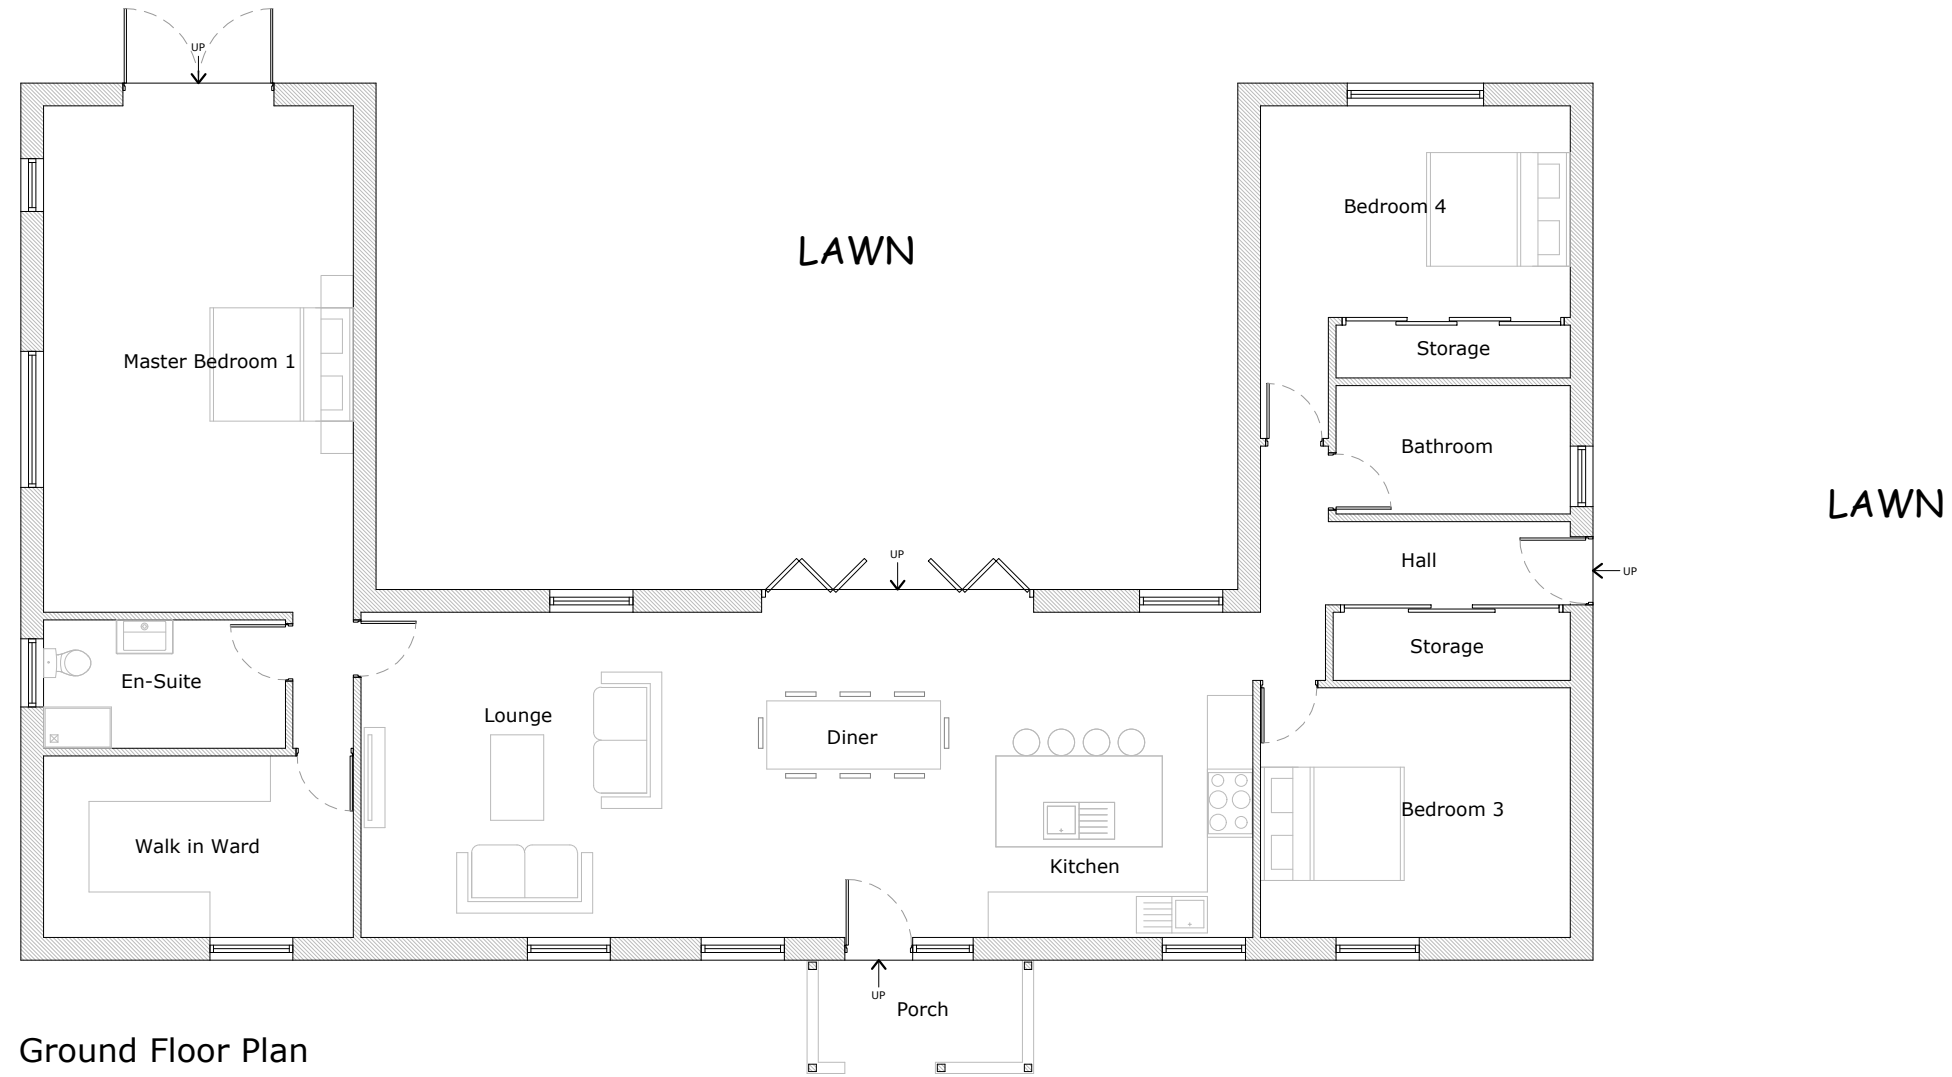 UP
Bedroom 4
LAWN
Storage
Master Bedroom 1
Bathroom
LAWN
UP
Hall
UP
Storage
En-Suite
Lounge
Diner
Bedroom 3
Walk in Ward
Kitchen
UP
Porch
Ground Floor Plan